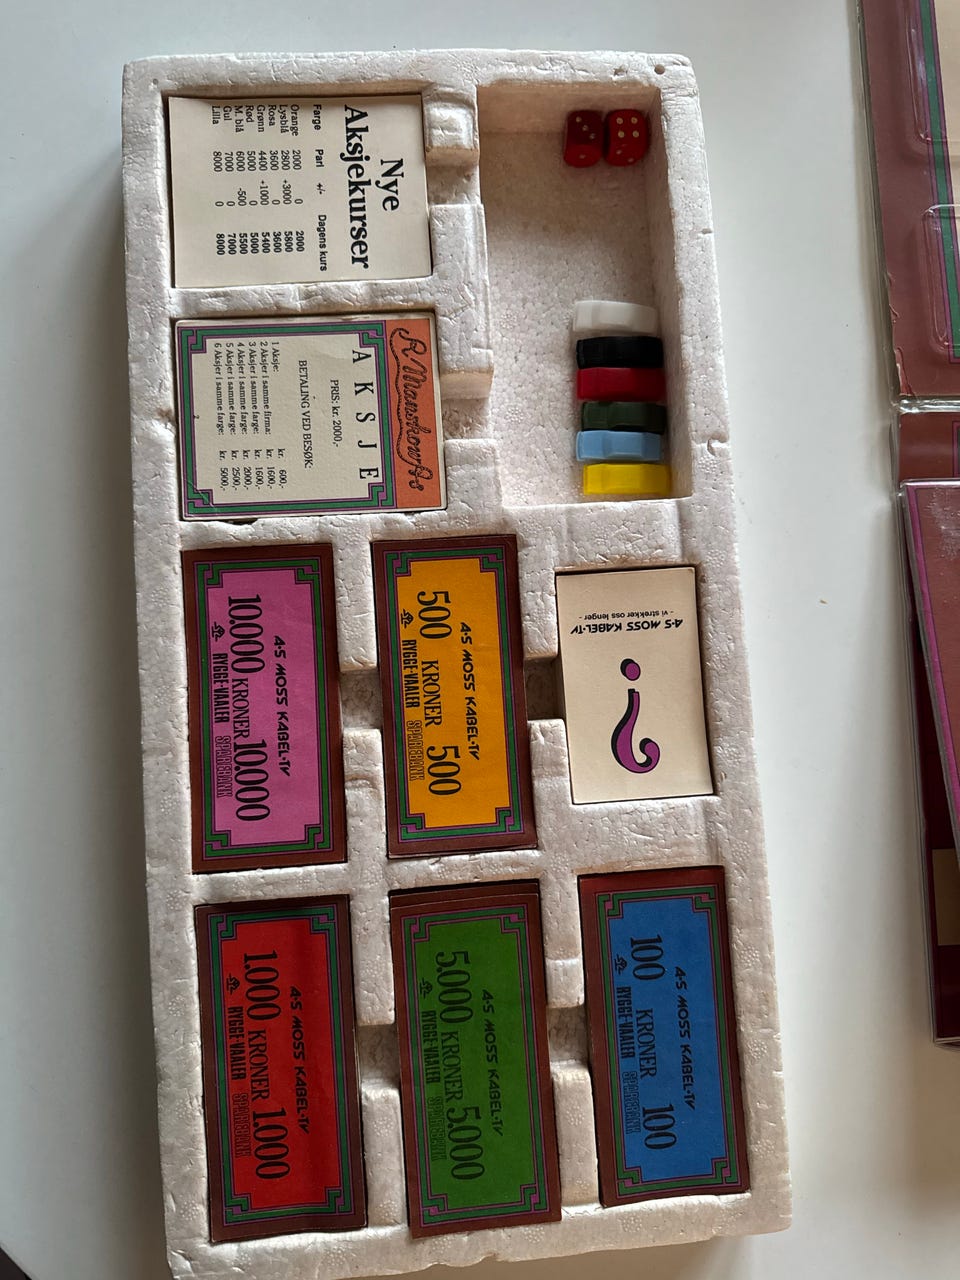 Nye
Aksjekurser
Farge Pari +/- Dagens kurs
Orange 2000 0 2000
Lysblå 2800 +3000 5800
Rosa 3600 0 3600
Grønn 4400 +1000 5400
Rød 5000 0 5000
M. blå 6000 -500 5500
Gul 7000 0 7000
Lilla 8000 0 8000
R. Manshow A/s
AKSJE
PRIS: kr. 2000,-
BETALING VED BESØK:
1 Aksje: kr. 600,-
2 Aksjer i samme firma: kr. 1600,-
3 Aksjer i samme farge: kr. 1600,-
4 Aksjer i samme farge: kr. 2000,-
5 Aksjer i samme farge: kr. 2500,-
6 Aksjer i samme farge: kr. 5000,-
2
A·S MOSS KABEL·TV
- vi strekker oss lenger -
?
A·S MOSS KABEL·TV
500 KRONER 500
RYGGE-VAALER SPAREBANK
A·S MOSS KABEL·TV
10.000 KRONER 10.000
RYGGE-VAALER SPAREBANK
A·S MOSS KABEL·TV
100 KRONER 100
RYGGE-VAALER SPAREBANK
A·S MOSS KABEL·TV
5.000 KRONER 5.000
RYGGE-VAALER SPAREBANK
A·S MOSS KABEL·TV
1.000 KRONER 1.000
RYGGE-VAALER SPAREBANK